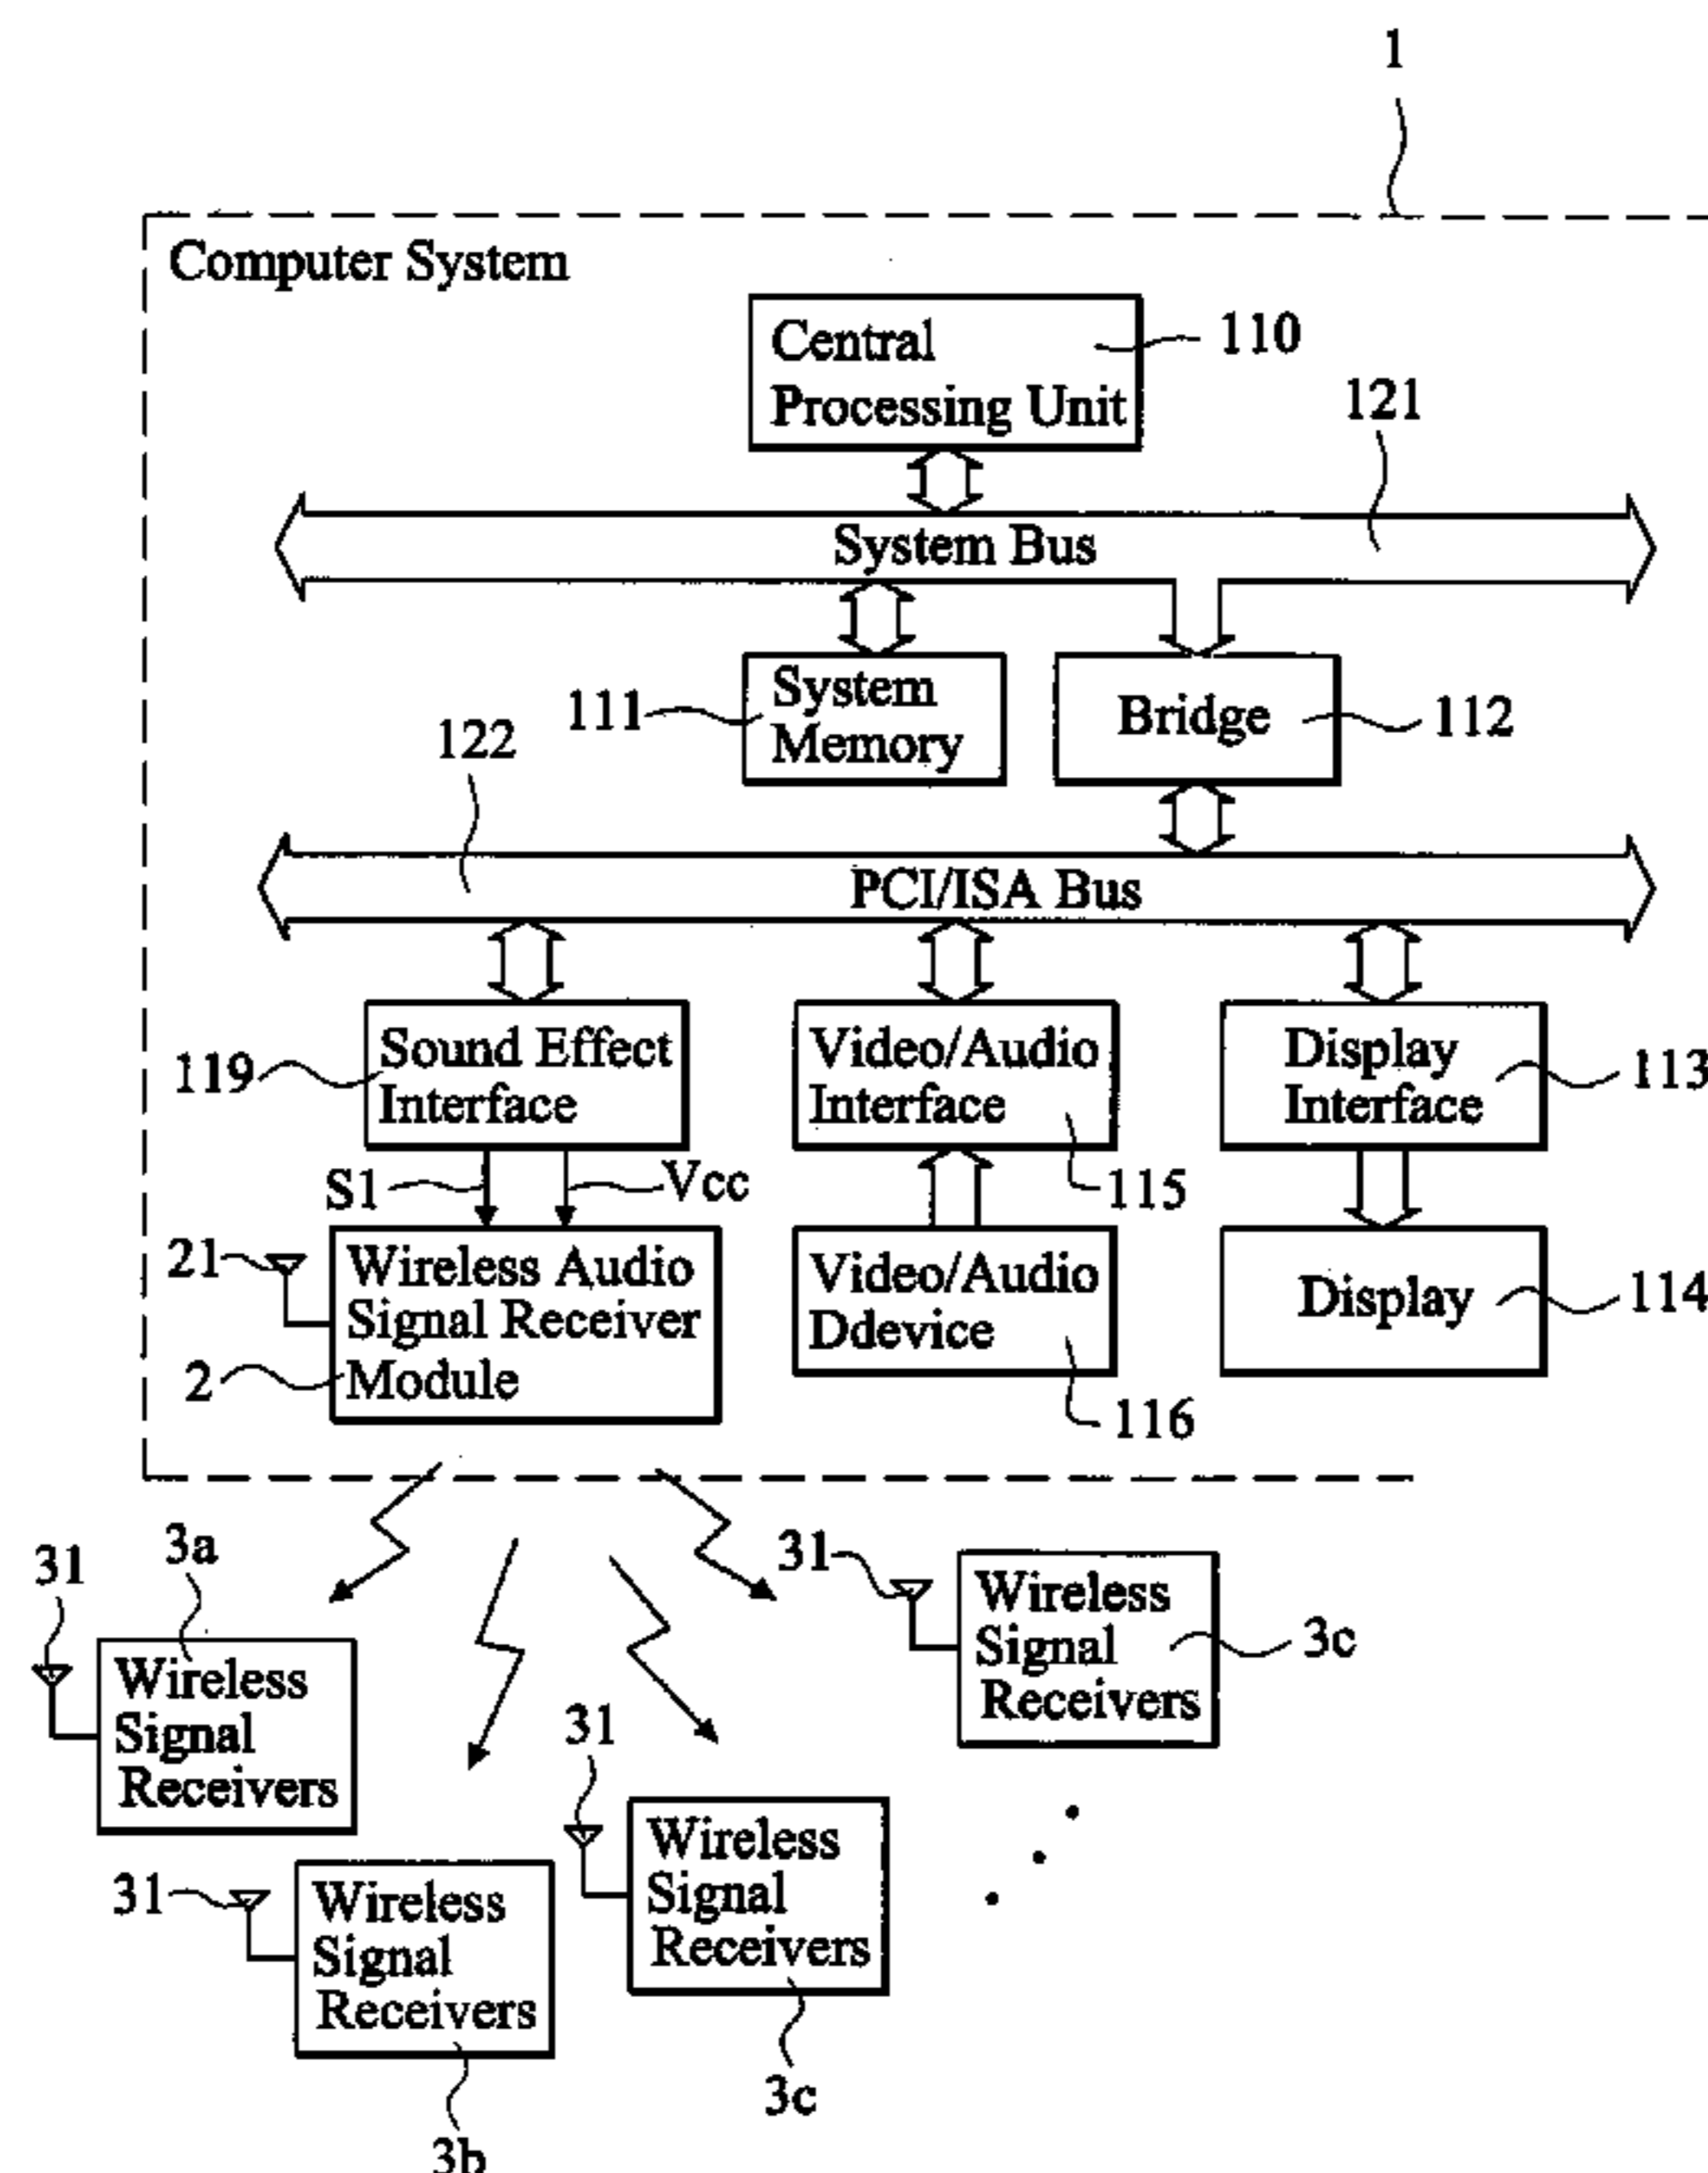 1
Computer System
Central
Processing Unit
110
121
System Bus
111
System
Memory
Bridge
112
122
PCI/ISA Bus
119
Sound Effect
Interface
Video/Audio
Interface
115
Display
Interface
113
S1
Vcc
21
2
Wireless Audio
Signal Receiver
Module
Video/Audio
Ddevice
116
Display
114
31
3a
Wireless
Signal
Receivers
31
Wireless
Signal
Receivers
3c
31
Wireless
Signal
Receivers
3b
31
Wireless
Signal
Receivers
3c